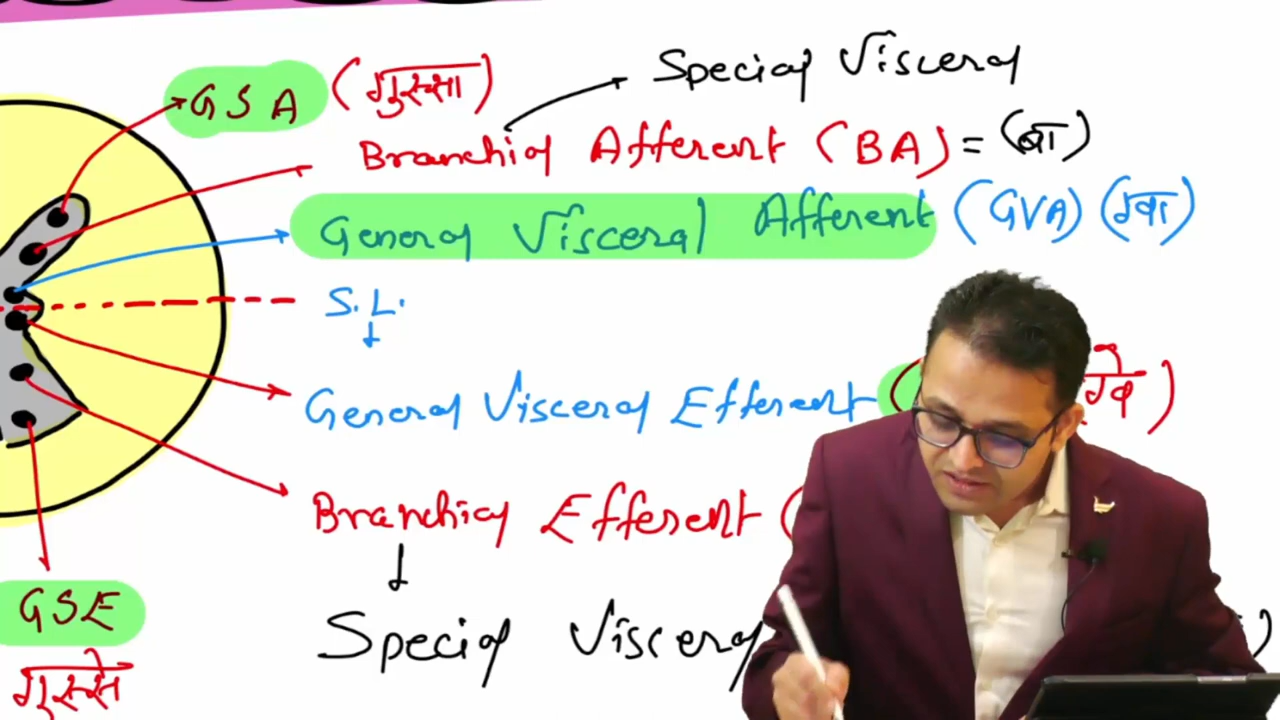 Special Visceral
GSA (गुस्सा)
Branchial Afferent (BA) = (बा)
General Visceral Afferent (GVA) (ग्वा)
S.L.
General Visceral Efferent (
Branchial Efferent (
Special Visceral
GSE
गुस्से